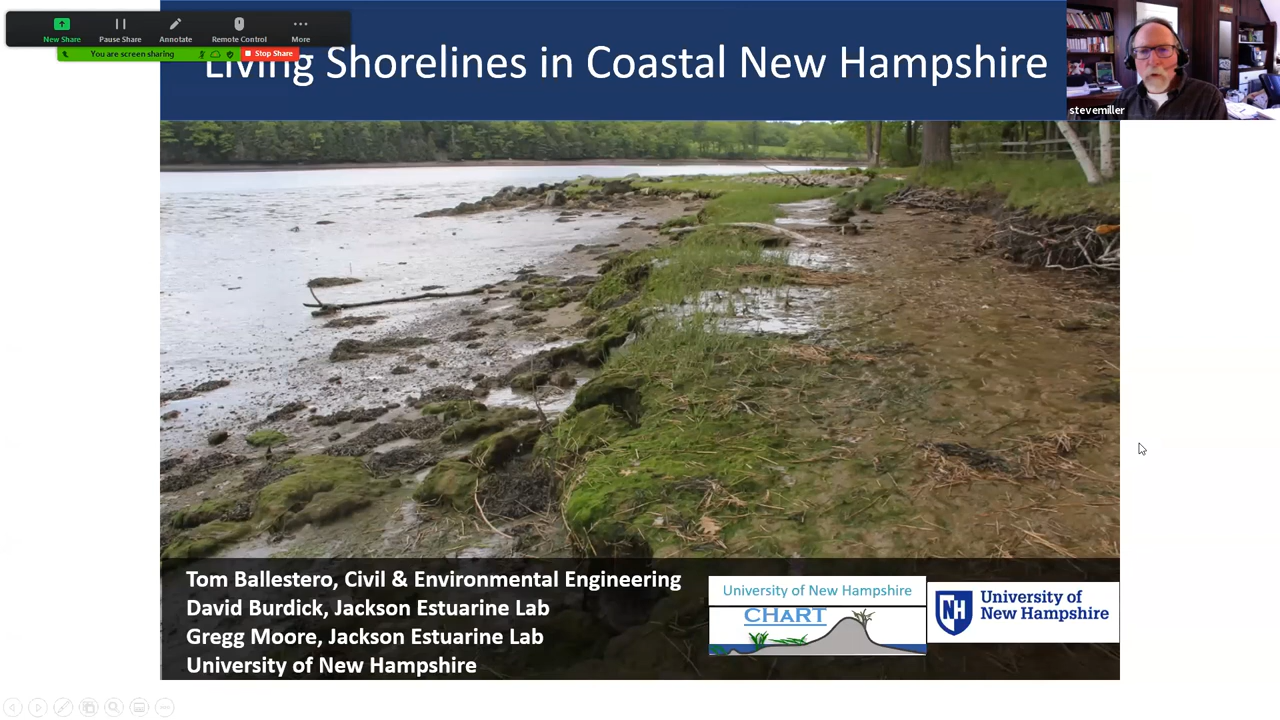 New Share
Pause Share
Annotate
Remote Control
More
You are screen sharing
Stop Share
Living Shorelines in Coastal New Hampshire
stevemiller
Tom Ballestero, Civil & Environmental Engineering
David Burdick, Jackson Estuarine Lab
Gregg Moore, Jackson Estuarine Lab
University of New Hampshire
University of New Hampshire
CHaRT
NH
University of
New Hampshire